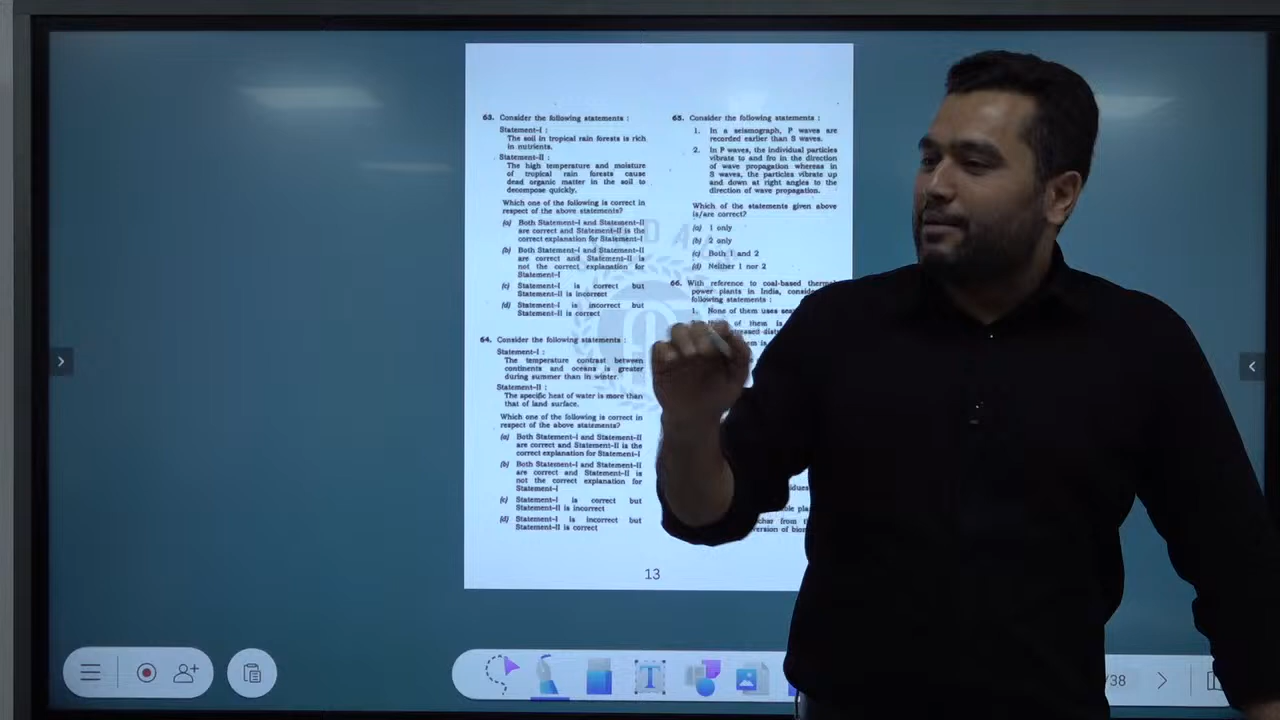 63. Consider the following statements :
Statement-I :
The soil in tropical rain forests is rich
in nutrients.
Statement-II :
The high temperature and moisture
of tropical rain forests cause
dead organic matter in the soil to
decompose quickly.
Which one of the following is correct in
respect of the above statements?
(a) Both Statement-I and Statement-II
are correct and Statement-II is the
correct explanation for Statement-I
(b) Both Statement-I and Statement-II
are correct and Statement-II is
not the correct explanation for
Statement-I
(c) Statement-I is correct but
Statement-II is incorrect
(d) Statement-I is incorrect but
Statement-II is correct
64. Consider the following statements :
Statement-I :
The temperature contrast between
continents and oceans is greater
during summer than in winter.
Statement-II :
The specific heat of water is more than
that of land surface.
Which one of the following is correct in
respect of the above statements?
(a) Both Statement-I and Statement-II
are correct and Statement-II is the
correct explanation for Statement-I
(b) Both Statement-I and Statement-II
are correct and Statement-II is
not the correct explanation for
Statement-I
(c) Statement-I is correct but
Statement-II is incorrect
(d) Statement-I is incorrect but
Statement-II is correct
65. Consider the following statements :
1. In a seismograph, P waves are
recorded earlier than S waves.
2. In P waves, the individual particles
vibrate to and fro in the direction
of wave propagation whereas in
S waves, the particles vibrate up
and down at right angles to the
direction of wave propagation.
Which of the statements given above
is/are correct?
(a) 1 only
(b) 2 only
(c) Both 1 and 2
(d) Neither 1 nor 2
66. With reference to coal-based
power plants in India,
following statements :
1. None of them uses
of them is
from
13
T
/38